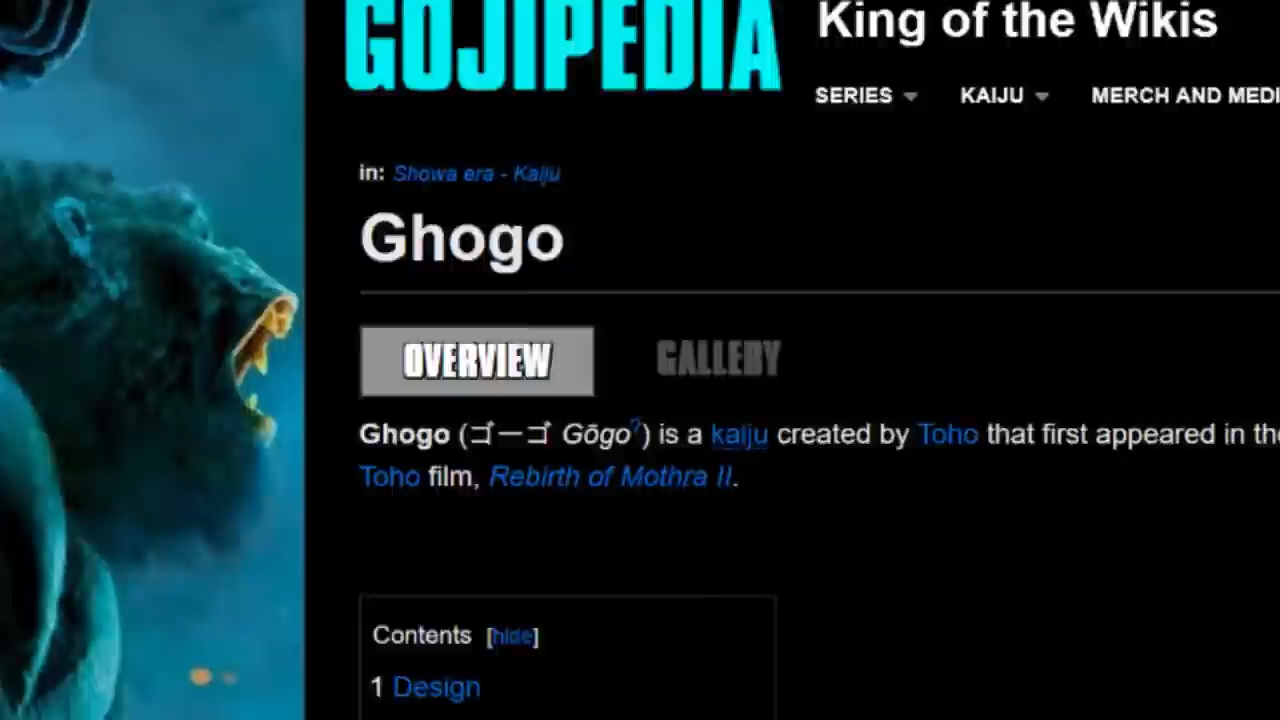 GOJIPEDIA
King of the Wikis
SERIES
KAIJU
MERCH AND MEDI
in: Showa era - Kaiju
Ghogo
OVERVIEW
GALLERY
Ghogo (ゴーゴ Gōgo?) is a kaiju created by Toho that first appeared in the
Toho film, Rebirth of Mothra II.
Contents [hide]
1 Design